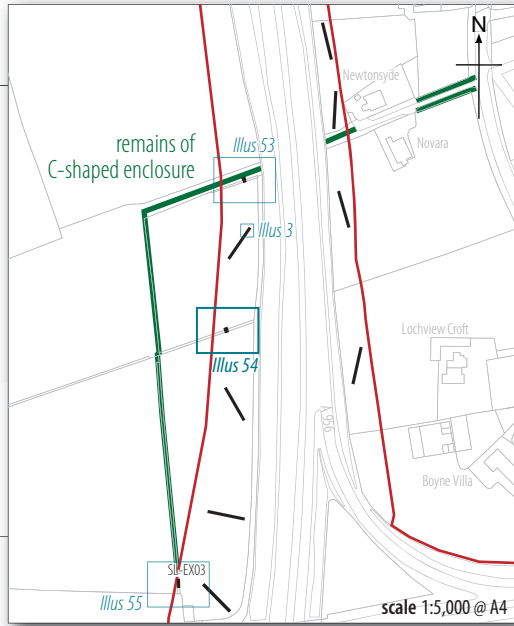 N
Newtonsyde
remains of
C-shaped enclosure
Illus 53
Novara
Illus 3
Lochview Croft
Illus 54
A 956
Boyne Villa
SL-EX03
Illus 55
scale 1:5,000 @ A4